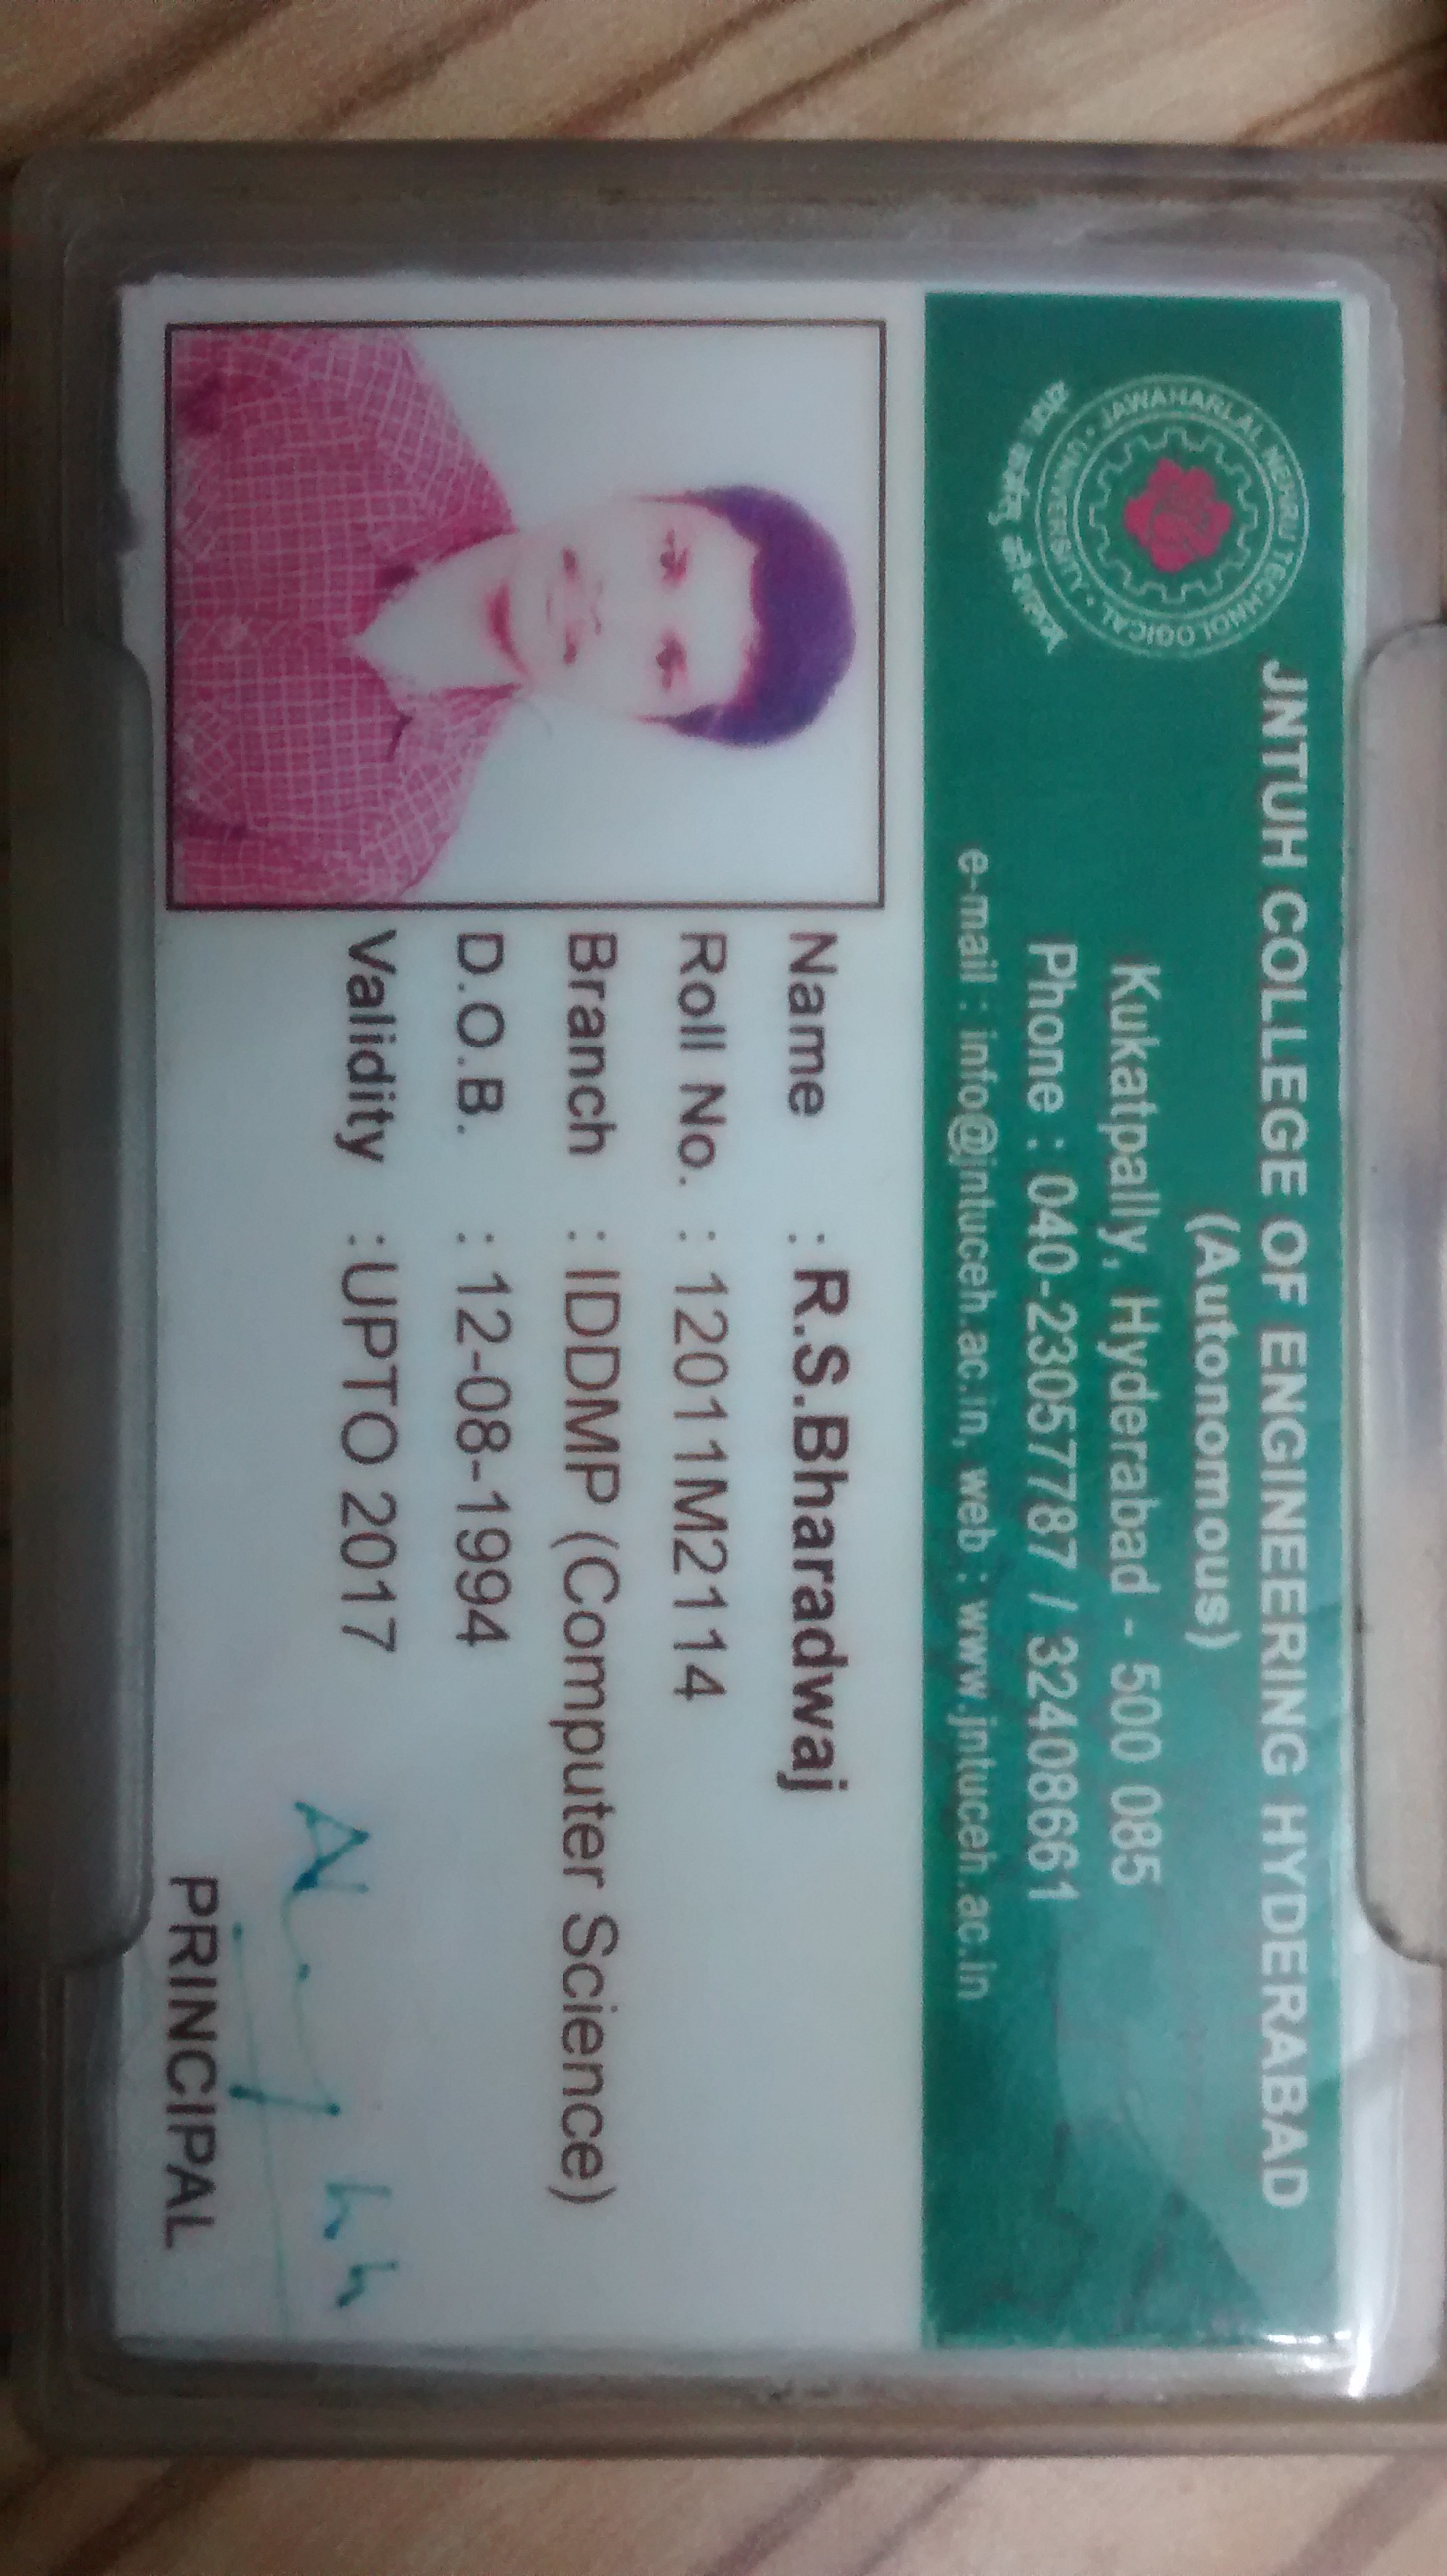 JAWAHARLAL NEHRU TECHNOLOGICAL UNIVERSITY
JNTUH COLLEGE OF ENGINEERING HYDERABAD
(Autonomous)
Kukatpally, Hyderabad - 500 085
Phone : 040-23057787 / 32408661
e-mail : info@jntuceh.ac.in, web : www.jntuceh.ac.in
Name : R.S.Bharadwaj
Roll No. : 12011M2114
Branch : IDDMP (Computer Science)
D.O.B. : 12-08-1994
Validity :UPTO 2017
PRINCIPAL